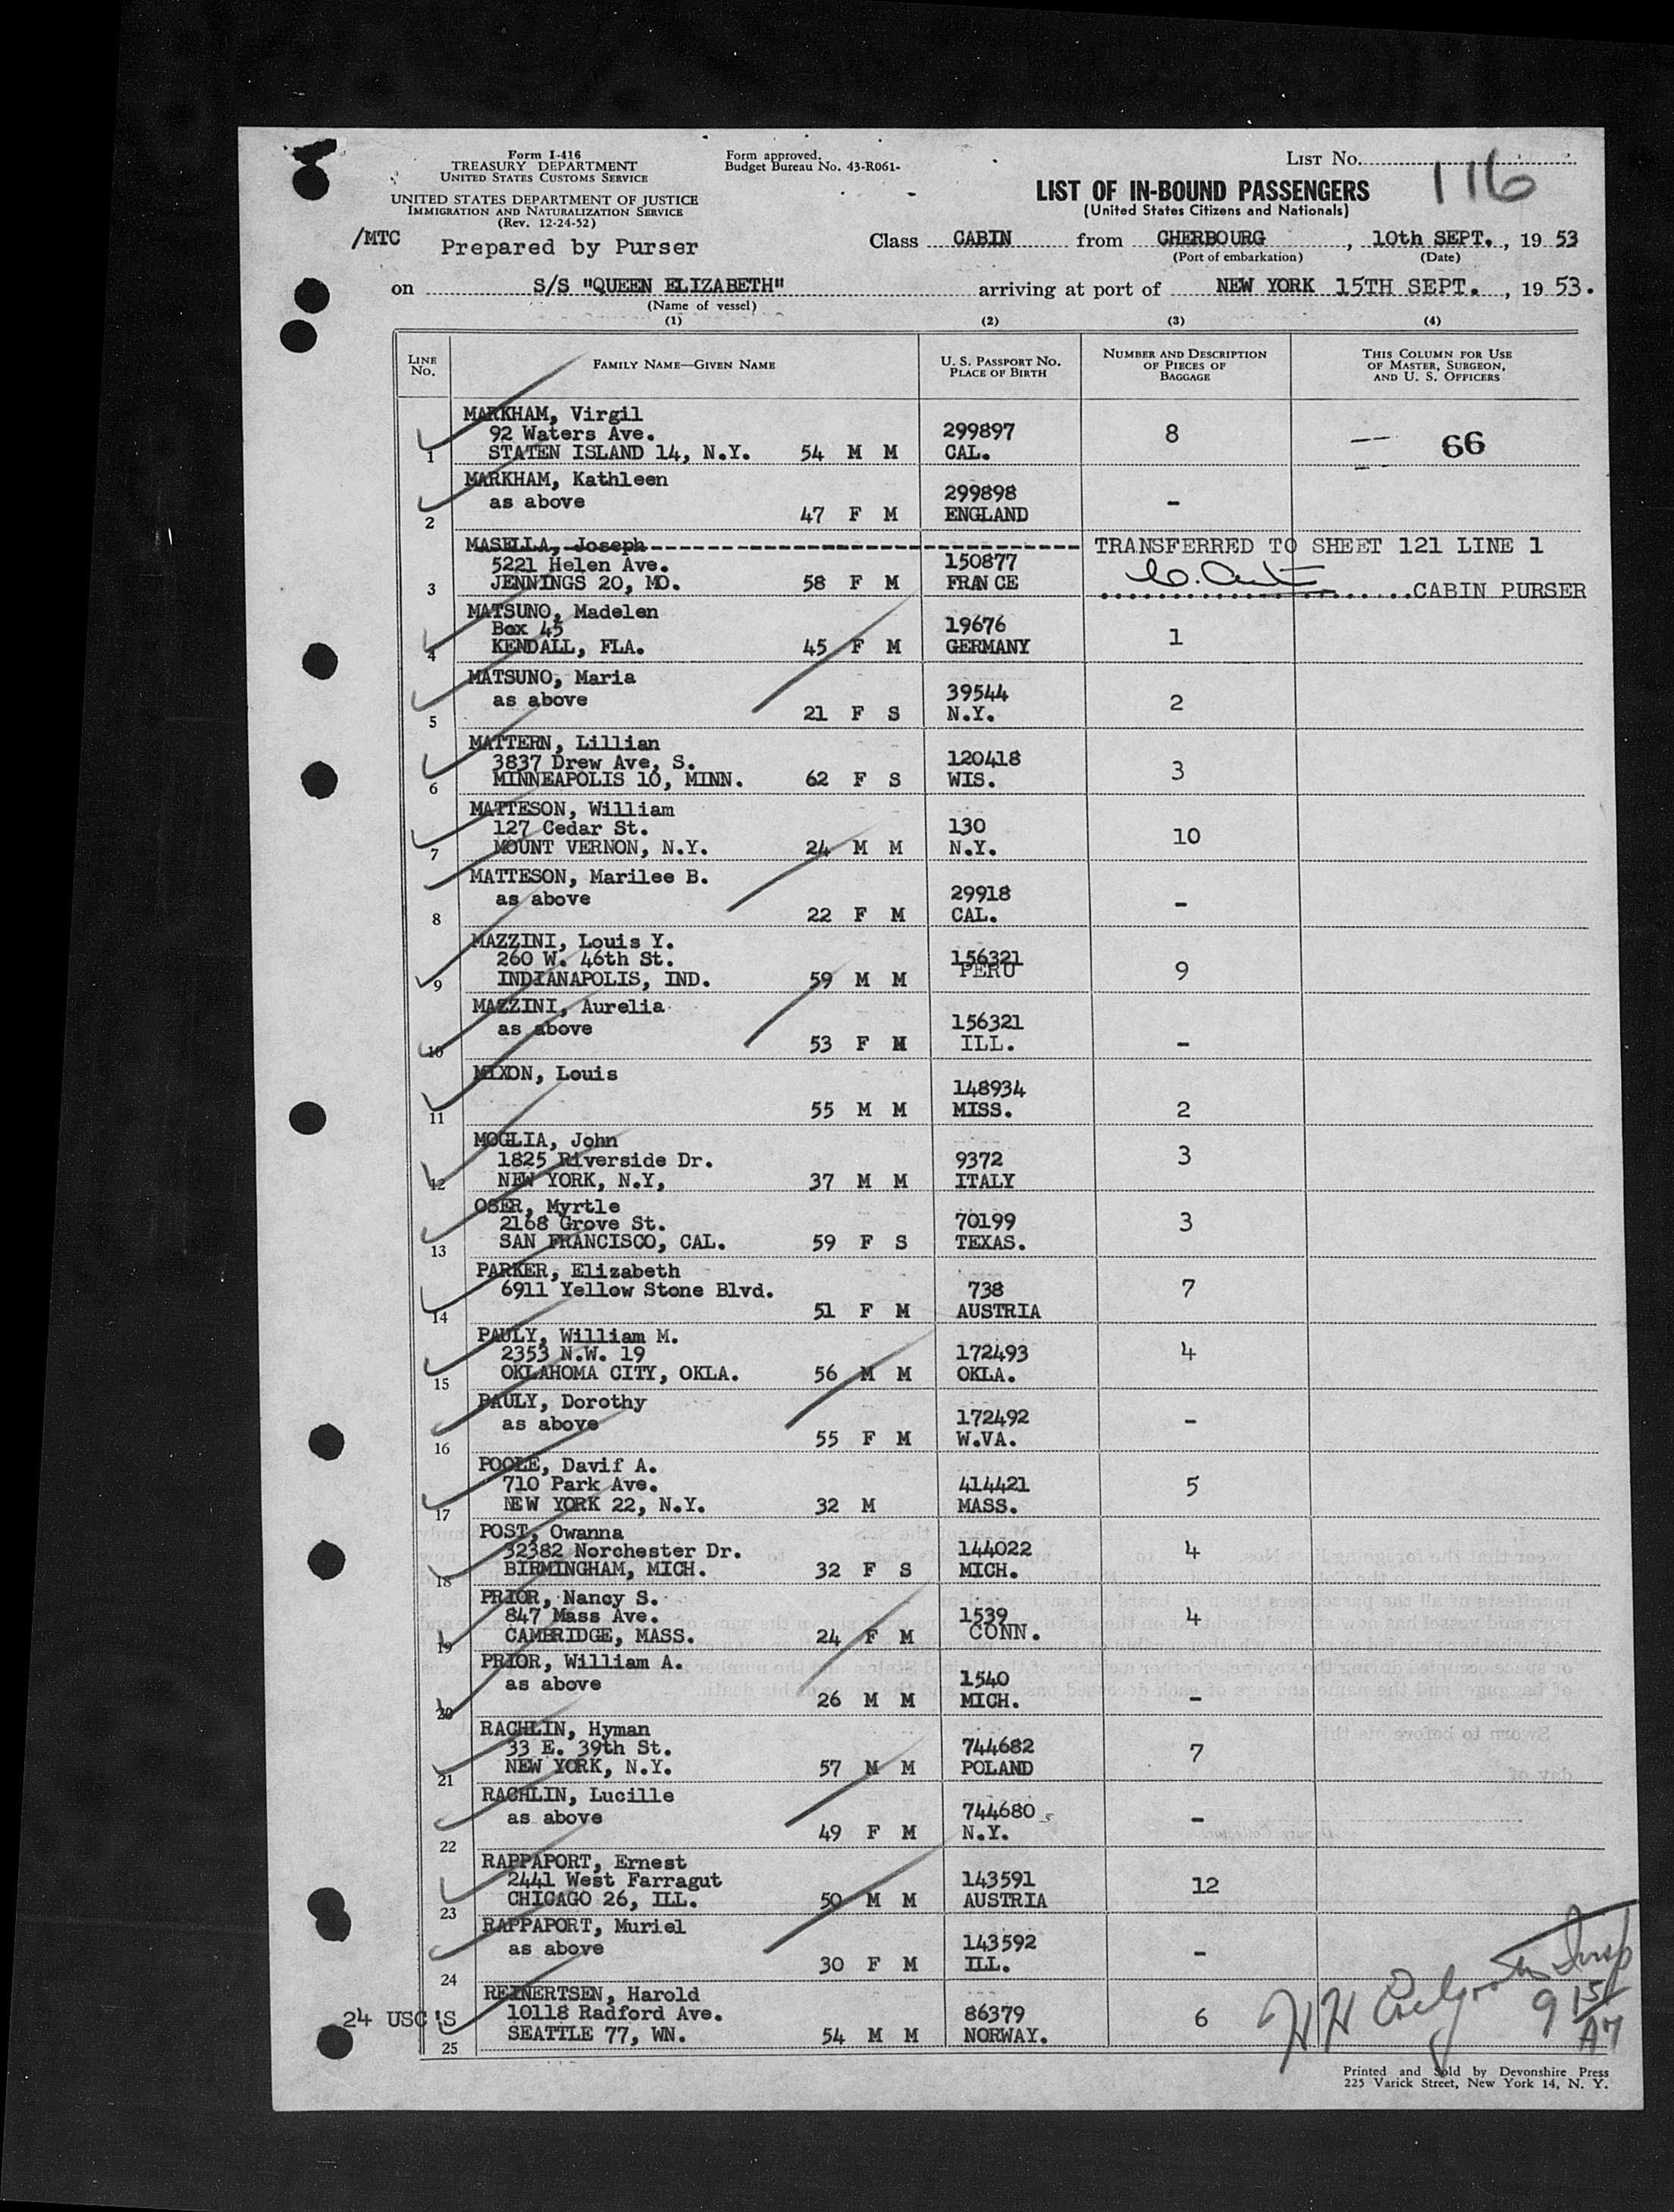 Form I-416
TREASURY DEPARTMENT
UNITED STATES CUSTOMS SERVICE
UNITED STATES DEPARTMENT OF JUSTICE
IMMIGRATION AND NATURALIZATION SERVICE
(Rev. 12-24-52)
Form approved.
Budget Bureau No. 43-R061-
LIST NO. 116
LIST OF IN-BOUND PASSENGERS
(United States Citizens and Nationals)
/MTC Prepared by Purser
Class CABIN from CHERBOURG, 10th SEPT., 19 53
(Port of embarkation) (Date)
on S/S "QUEEN ELIZABETH" arriving at port of NEW YORK 15TH SEPT., 19 53.
(Name of vessel)
(1) (2) (3) (4)
LINE NO. FAMILY NAME—GIVEN NAME U. S. PASSPORT NO. PLACE OF BIRTH NUMBER AND DESCRIPTION OF PIECES OF BAGGAGE THIS COLUMN FOR USE OF MASTER, SURGEON, AND U. S. OFFICERS
MARKHAM, Virgil
92 Waters Ave. 299897 8 66
1 STATEN ISLAND 14, N.Y. 54 M M CAL.
MARKHAM, Kathleen
as above 299898 -
2 47 F M ENGLAND
MASELLA, Joseph TRANSFERRED TO SHEET 121 LINE 1
5221 Helen Ave. 150877
3 JENNINGS 20, MO. 58 F M FRANCE CABIN PURSER
MATSUNO, Madelen
Box 45 19676 1
4 KENDALL, FLA. 45 F M GERMANY
MATSUNO, Maria
as above 39544 2
5 21 F S N.Y.
MATTERN, Lillian
3837 Drew Ave, S. 120418 3
6 MINNEAPOLIS 10, MINN. 62 F S WIS.
MATTESON, William
127 Cedar St. 130 10
7 MOUNT VERNON, N.Y. 24 M M N.Y.
MATTESON, Marilee B.
as above 29918 -
8 22 F M CAL.
MAZZINI, Louis Y.
260 W. 46th St. 156321 9
9 INDIANAPOLIS, IND. 59 M M PERU
MAZZINI, Aurelia
as above 156321 -
10 53 F M ILL.
MIXON, Louis
148934
11 55 M M MISS. 2
MOGLIA, John
1825 Riverside Dr. 9372 3
12 NEW YORK, N.Y, 37 M M ITALY
OSER, Myrtle
2168 Grove St. 70199 3
13 SAN FRANCISCO, CAL. 59 F S TEXAS.
PARKER, Elizabeth
6911 Yellow Stone Blvd. 738 7
14 51 F M AUSTRIA
PAULY, William M.
2353 N.W. 19 172493 4
15 OKLAHOMA CITY, OKLA. 56 M M OKLA.
PAULY, Dorothy
as above 172492 -
16 55 F M W.VA.
POOLE, Davif A.
710 Park Ave. 414421 5
17 NEW YORK 22, N.Y. 32 M MASS.
POST, Owanna
32382 Norchester Dr. 144022 4
18 BIRMINGHAM, MICH. 32 F S MICH.
PRIOR, Nancy S.
847 Mass Ave. 1539 4
19 CAMBRIDGE, MASS. 24 F M CONN.
PRIOR, William A.
as above 1540
20 26 M M MICH. -
RACHLIN, Hyman
33 E. 39th St. 744682 7
21 NEW YORK, N.Y. 57 M M POLAND
RACHLIN, Lucille
as above 744680 -
22 49 F M N.Y.
RAPPAPORT, Ernest
2441 West Farragut 143591 12
23 CHICAGO 26, ILL. 50 M M AUSTRIA
RAPPAPORT, Muriel
as above 143592 -
24 30 F M ILL.
REINERTSEN, Harold
24 USC'S 10118 Radford Ave. 86379 6
25 SEATTLE 77, WN. 54 M M NORWAY.
Printed and Sold by Devonshire Press
225 Varick Street, New York 14, N. Y.